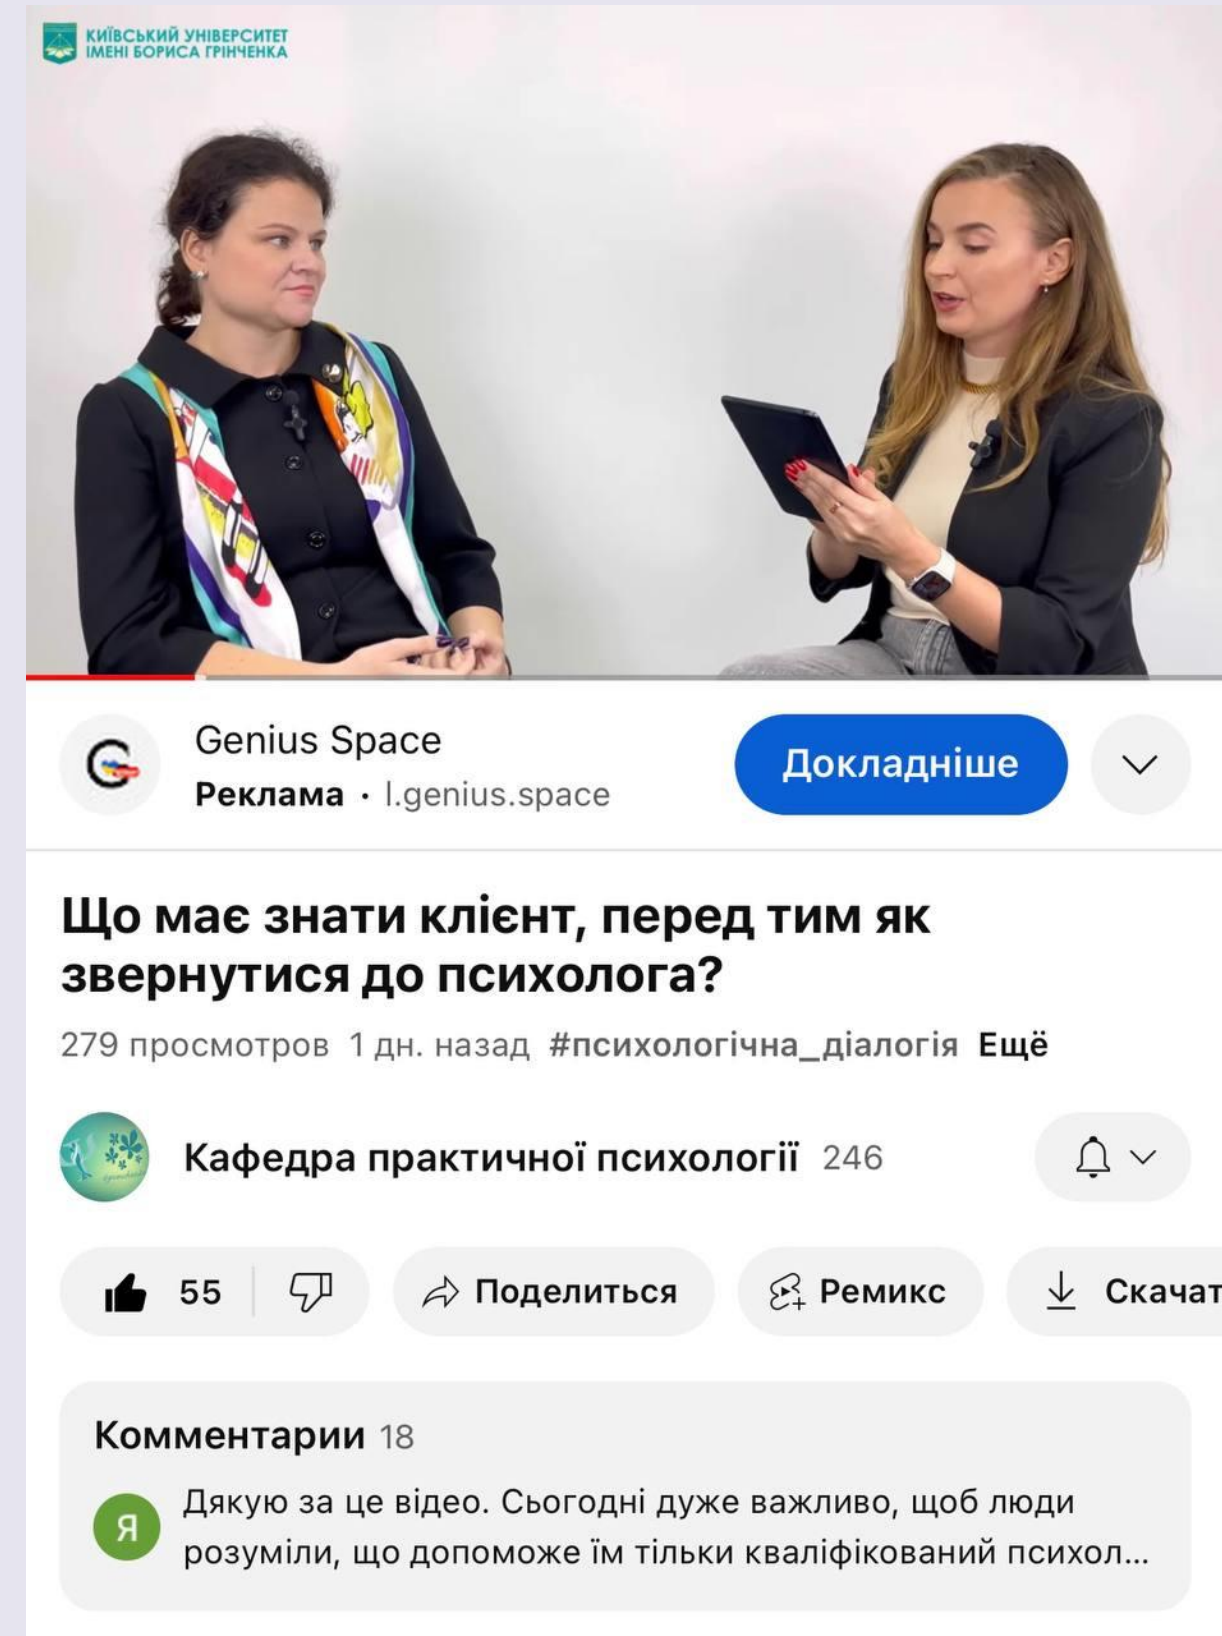 КИЇВСЬКИЙ УНІВЕРСИТЕТ
ІМЕНІ БОРИСА ГРІНЧЕНКА
Genius Space
Реклама · l.genius.space
Докладніше
Що має знати клієнт, перед тим як
звернутися до психолога?
279 просмотров 1 дн. назад #психологічна_діалогія Ещё
Кафедра практичної психології 246
55 Поделиться Ремикс Скачат
Комментарии 18
Я
Дякую за це відео. Сьогодні дуже важливо, щоб люди
розуміли, що допоможе їм тільки кваліфікований психол...